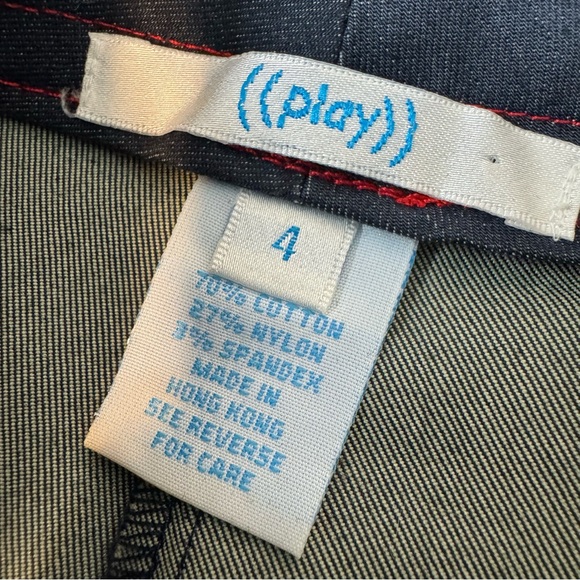 ((play))
4
70% COTTON
27% NYLON
3% SPANDEX
MADE IN
HONG KONG
SEE REVERSE
FOR CARE